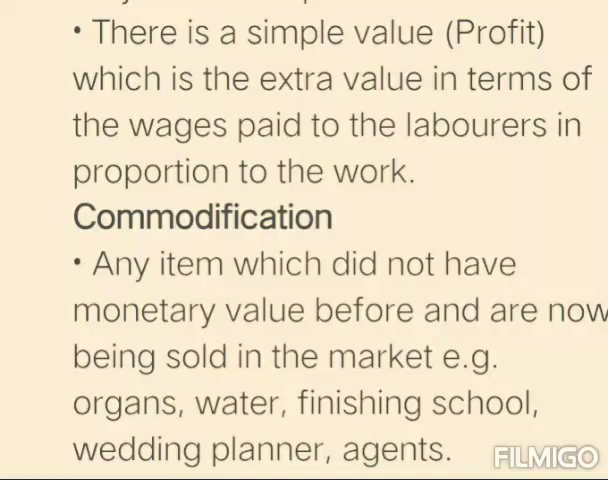 • There is a simple value (Profit)
which is the extra value in terms of
the wages paid to the labourers in
proportion to the work.
Commodification
• Any item which did not have
monetary value before and are now
being sold in the market e.g.
organs, water, finishing school,
wedding planner, agents.
FILMIGO